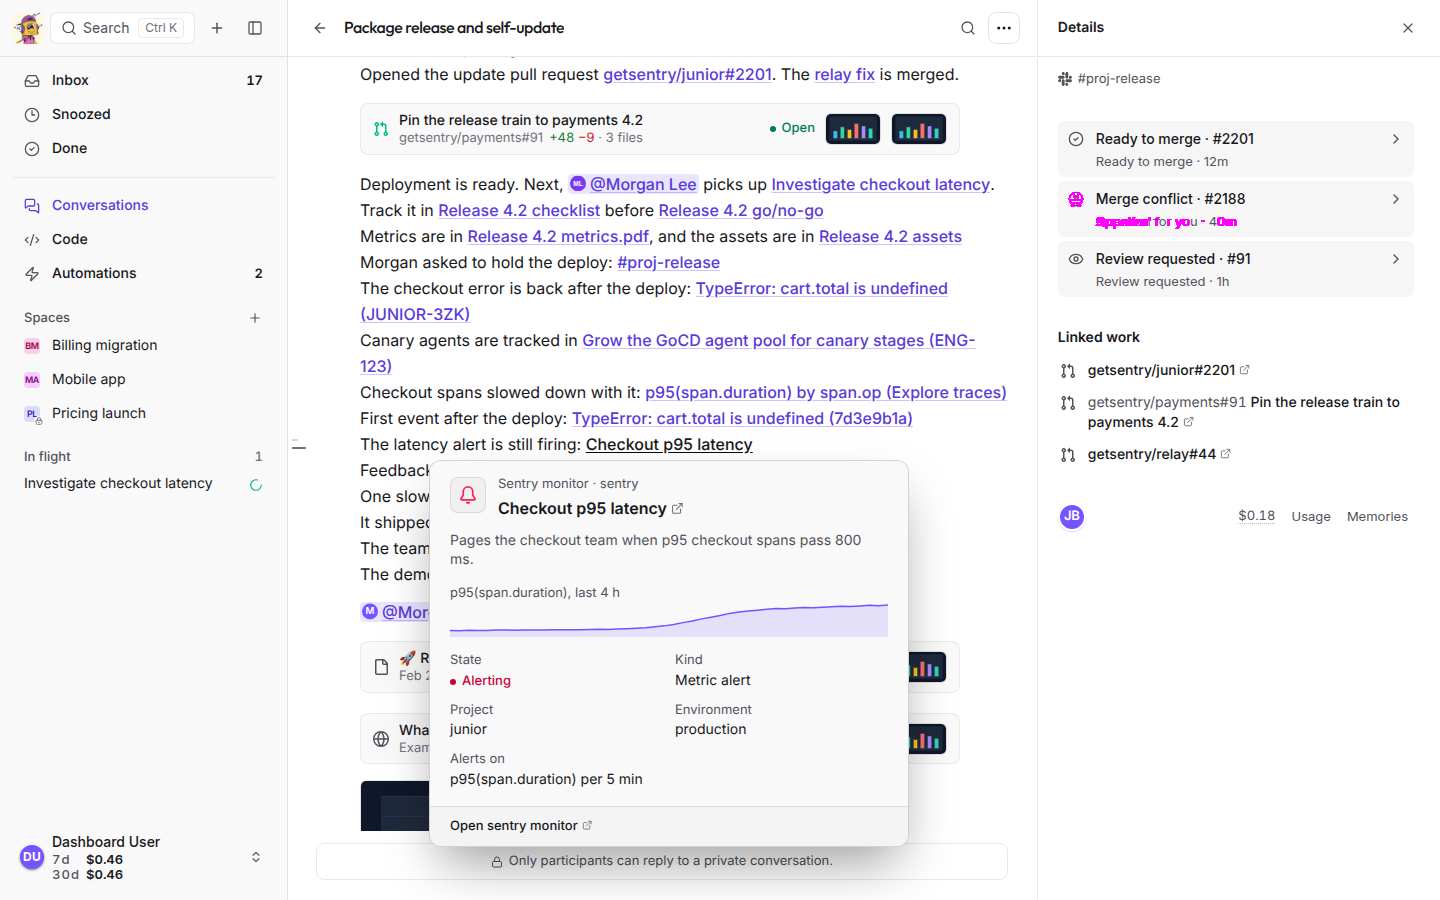 Search Ctrl K
Inbox 17
Snoozed
Done
Conversations
Code
Automations 2
Spaces
BM Billing migration
MA Mobile app
PL Pricing launch
In flight 1
Investigate checkout latency
DU Dashboard User
7d $0.46
30d $0.46
Package release and self-update
Opened the update pull request getsentry/junior#2201. The relay fix is merged.
Pin the release train to payments 4.2
getsentry/payments#91 +48 −9 · 3 files
Open
Deployment is ready. Next, ML @Morgan Lee picks up Investigate checkout latency.
Track it in Release 4.2 checklist before Release 4.2 go/no-go
Metrics are in Release 4.2 metrics.pdf, and the assets are in Release 4.2 assets
Morgan asked to hold the deploy: #proj-release
The checkout error is back after the deploy: TypeError: cart.total is undefined
(JUNIOR-3ZK)
Canary agents are tracked in Grow the GoCD agent pool for canary stages (ENG-
123)
Checkout spans slowed down with it: p95(span.duration) by span.op (Explore traces)
First event after the deploy: TypeError: cart.total is undefined (7d3e9b1a)
The latency alert is still firing: Checkout p95 latency
Feedback
One slow
It shipped
The team
The dem
M @Mor
🚀 R
Feb 2
Wha
Exam
Sentry monitor · sentry
Checkout p95 latency
Pages the checkout team when p95 checkout spans pass 800
ms.
p95(span.duration), last 4 h
State
Alerting
Kind
Metric alert
Project
junior
Environment
production
Alerts on
p95(span.duration) per 5 min
Open sentry monitor
Only participants can reply to a private conversation.
Details
#proj-release
Ready to merge · #2201
Ready to merge · 12m
Merge conflict · #2188
for you
Review requested · #91
Review requested · 1h
Linked work
getsentry/junior#2201
getsentry/payments#91 Pin the release train to
payments 4.2
getsentry/relay#44
JB $0.18 Usage Memories